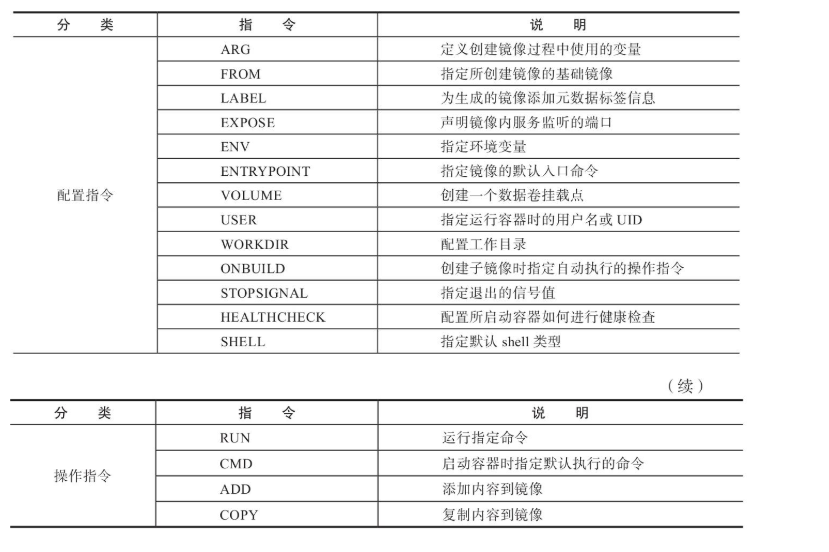 分 类 指 令 说 明
ARG 定义创建镜像过程中使用的变量
FROM 指定所创建镜像的基础镜像
LABEL 为生成的镜像添加元数据标签信息
EXPOSE 声明镜像内服务监听的端口
ENV 指定环境变量
ENTRYPOINT 指定镜像的默认入口命令
配置指令 VOLUME 创建一个数据卷挂载点
USER 指定运行容器时的用户名或 UID
WORKDIR 配置工作目录
ONBUILD 创建子镜像时指定自动执行的操作指令
STOPSIGNAL 指定退出的信号值
HEALTHCHECK 配置所启动容器如何进行健康检查
SHELL 指定默认 shell 类型
（续）
分 类 指 令 说 明
RUN 运行指定命令
操作指令 CMD 启动容器时指定默认执行的命令
ADD 添加内容到镜像
COPY 复制内容到镜像